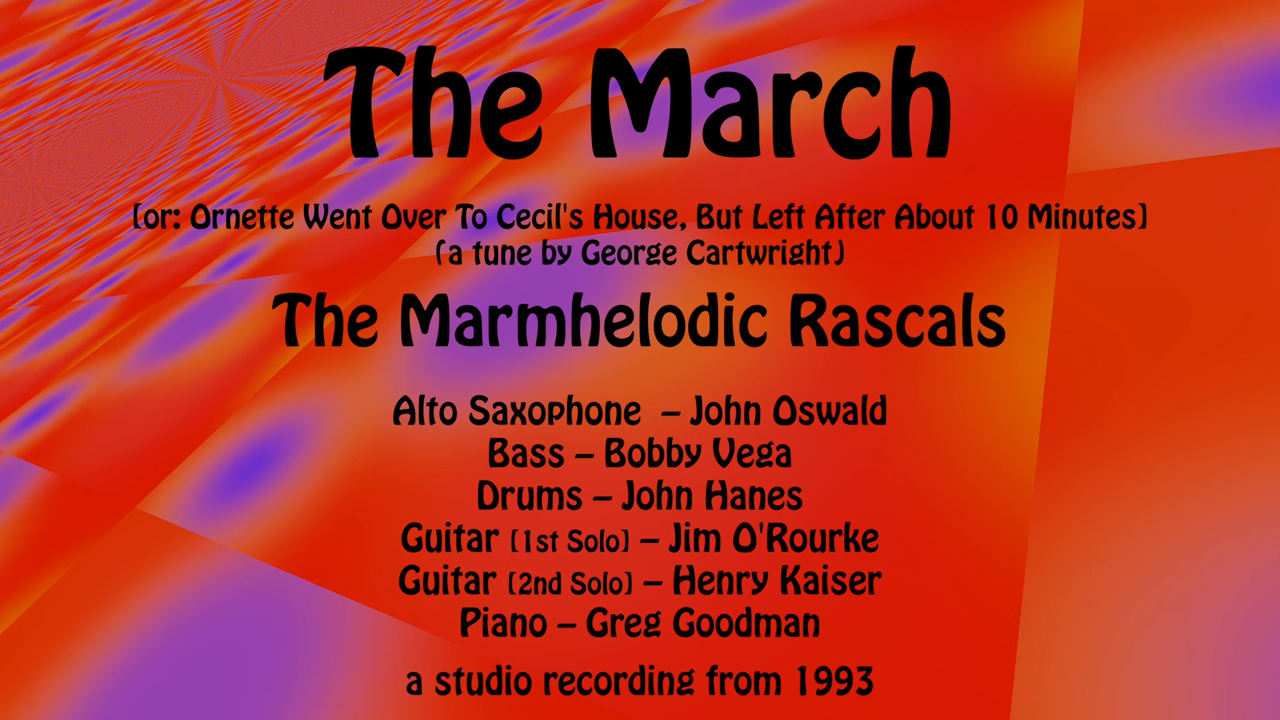 The March
[or: Ornette Went Over To Cecil's House, But Left After About 10 Minutes]
(a tune by George Cartwright)
The Marmhelodic Rascals
Alto Saxophone – John Oswald
Bass – Bobby Vega
Drums – John Hanes
Guitar [1st Solo] – Jim O'Rourke
Guitar [2nd Solo] – Henry Kaiser
Piano – Greg Goodman
a studio recording from 1993